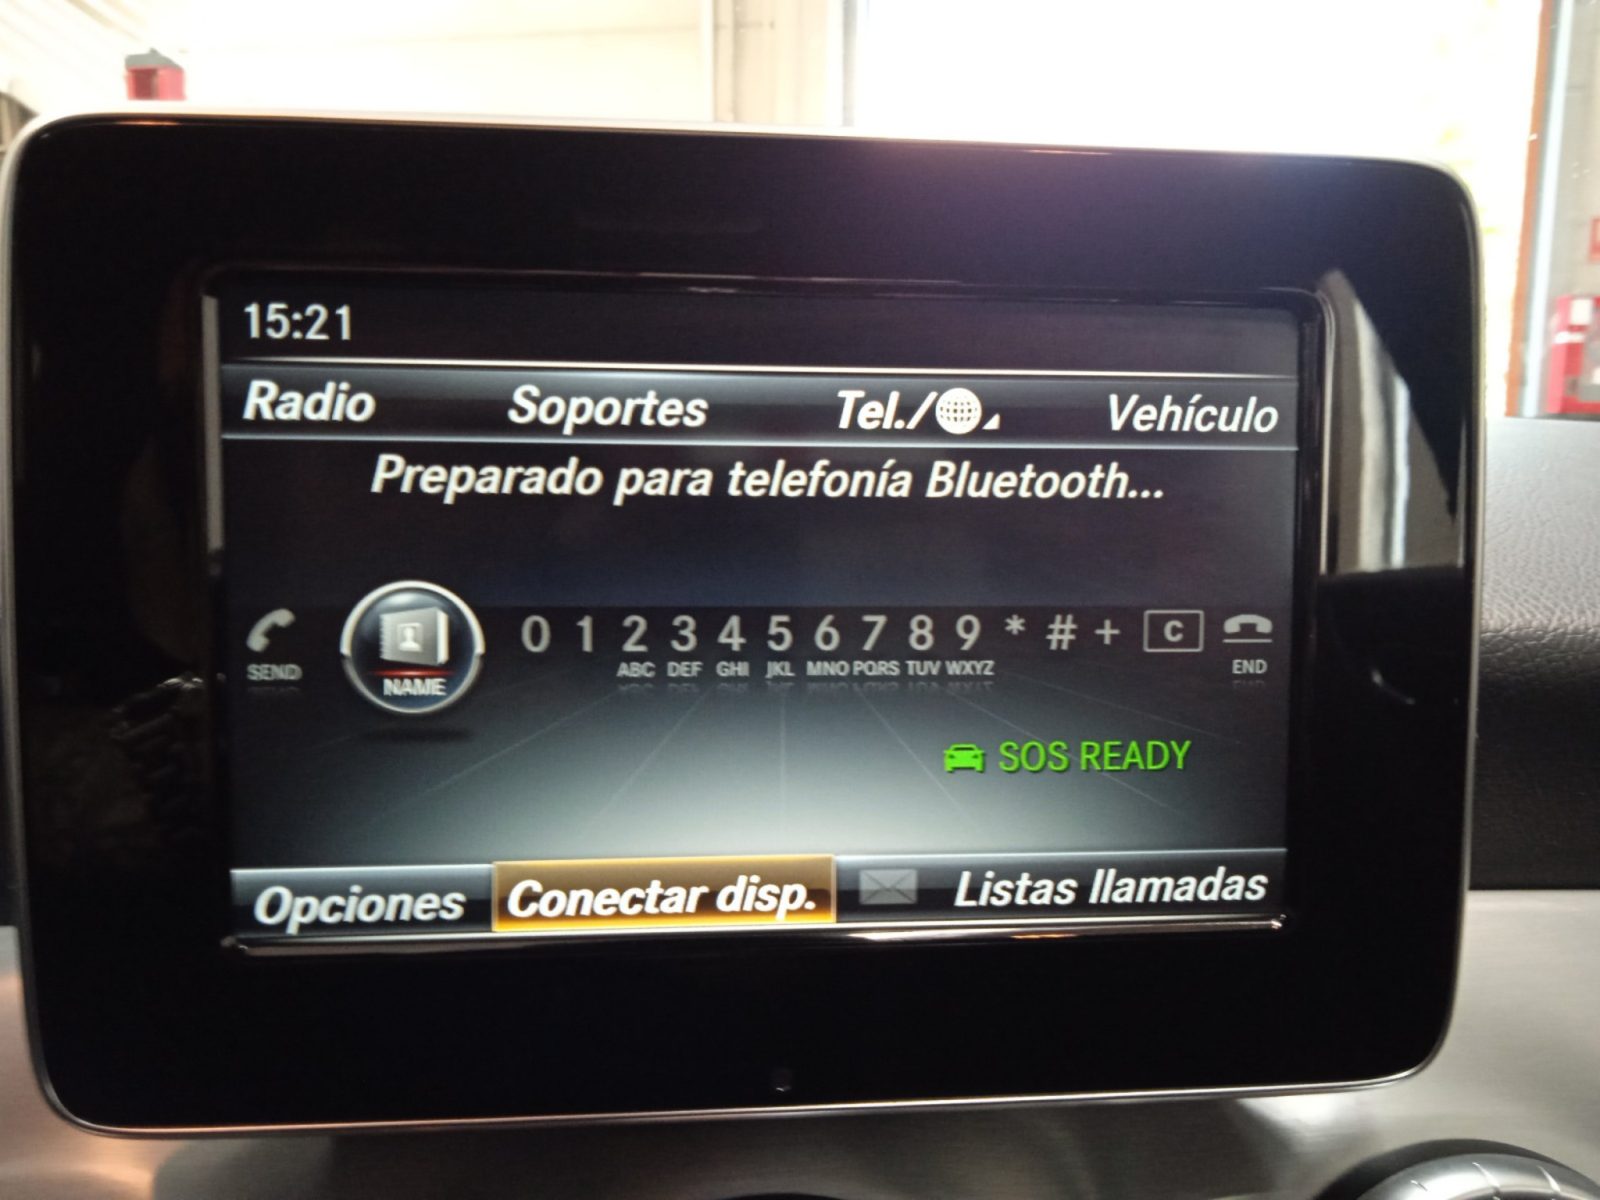 15:21
Radio Soportes Tel./ Vehículo
Preparado para telefonía Bluetooth...
0 1 2 3 4 5 6 7 8 9 * # + C
SEND NAME ABC DEF GHI JKL MNO PQRS TUV WXYZ END
SOS READY
Opciones Conectar disp. Listas llamadas